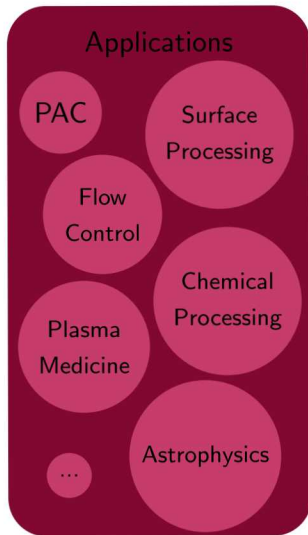 Applications
PAC
Surface
Processing
Flow
Control
Chemical
Processing
Plasma
Medicine
Astrophysics
...